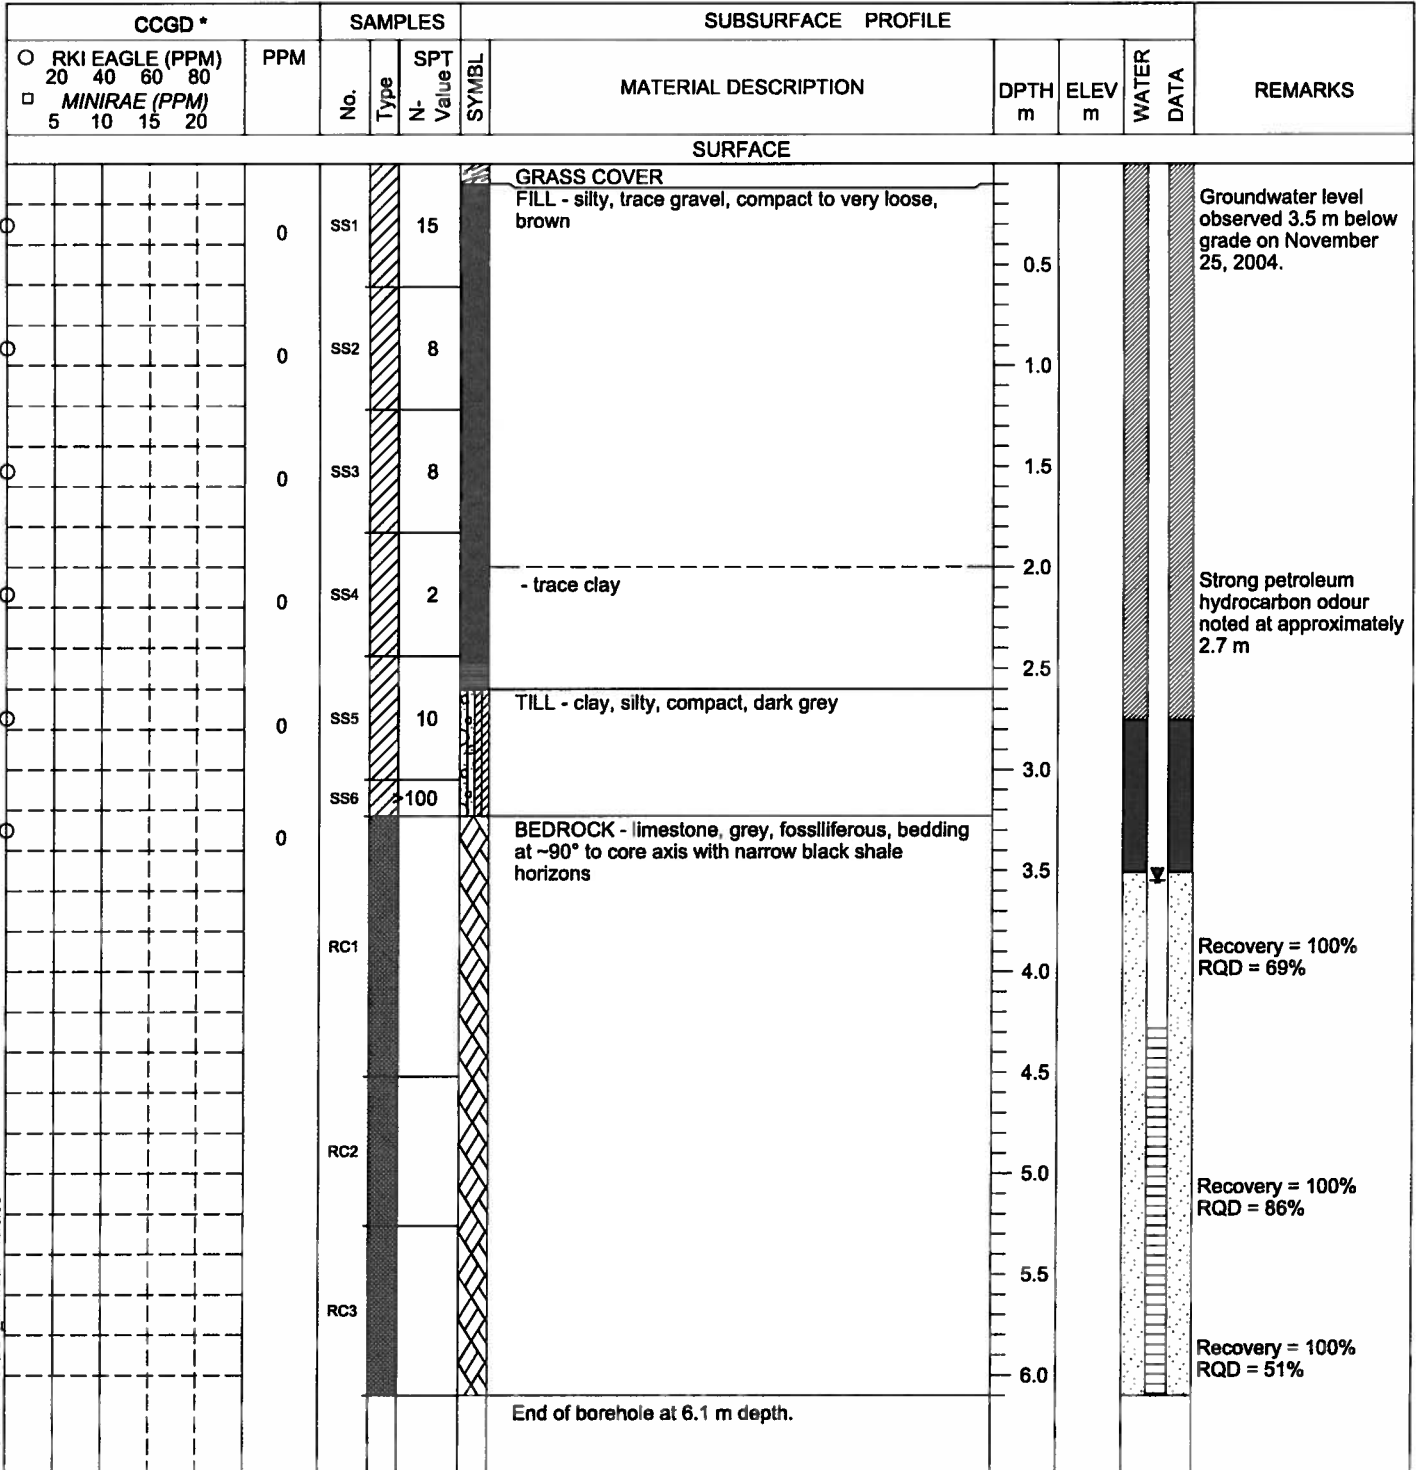 CCGD *
SAMPLES
SUBSURFACE PROFILE
RKI EAGLE (PPM)
20 40 60 80
MINIRAE (PPM)
5 10 15 20
PPM
No.
Type
SPT
N-
Value
SYMBL
MATERIAL DESCRIPTION
DPTH
m
ELEV
m
WATER
DATA
REMARKS
SURFACE
GRASS COVER
FILL - silty, trace gravel, compact to very loose,
brown
Groundwater level
observed 3.5 m below
grade on November
25, 2004.
0 SS1 15
0.5
0 SS2 8
1.0
0 SS3 8
1.5
2.0
- trace clay
0 SS4 2
Strong petroleum
hydrocarbon odour
noted at approximately
2.7 m
2.5
TILL - clay, silty, compact, dark grey
0 SS5 10
3.0
SS6 >100
0
BEDROCK - limestone, grey, fossiliferous, bedding
at ~90° to core axis with narrow black shale
horizons
3.5
RC1
Recovery = 100%
RQD = 69%
4.0
4.5
RC2
5.0
Recovery = 100%
RQD = 86%
5.5
RC3
Recovery = 100%
RQD = 51%
6.0
End of borehole at 6.1 m depth.